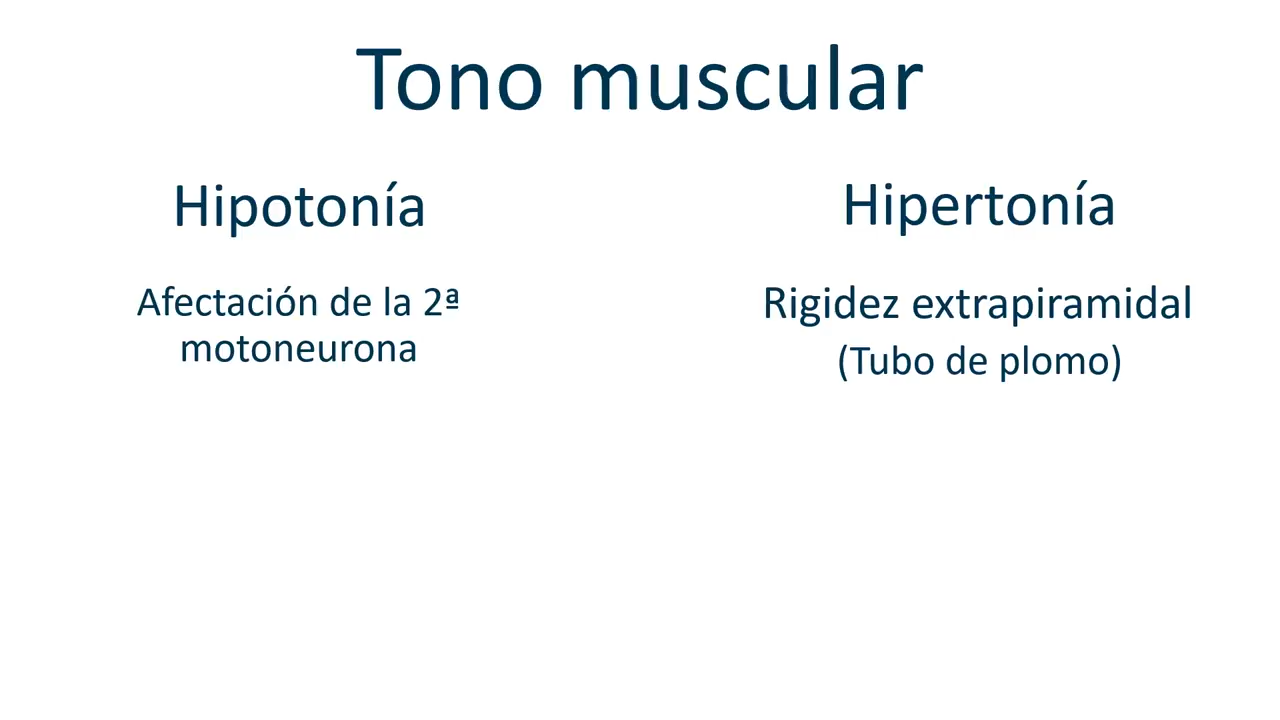 Tono muscular
Hipotonía
Afectación de la 2ª
motoneurona
Hipertonía
Rigidez extrapiramidal
(Tubo de plomo)